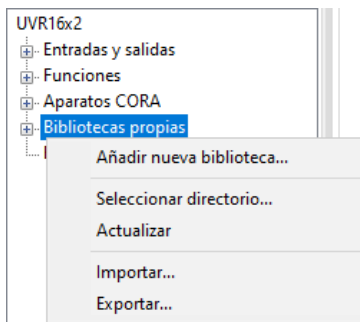 UVR16x2
Entradas y salidas
Funciones
Aparatos CORA
Bibliotecas propias
Añadir nueva biblioteca...
Seleccionar directorio...
Actualizar
Importar...
Exportar...